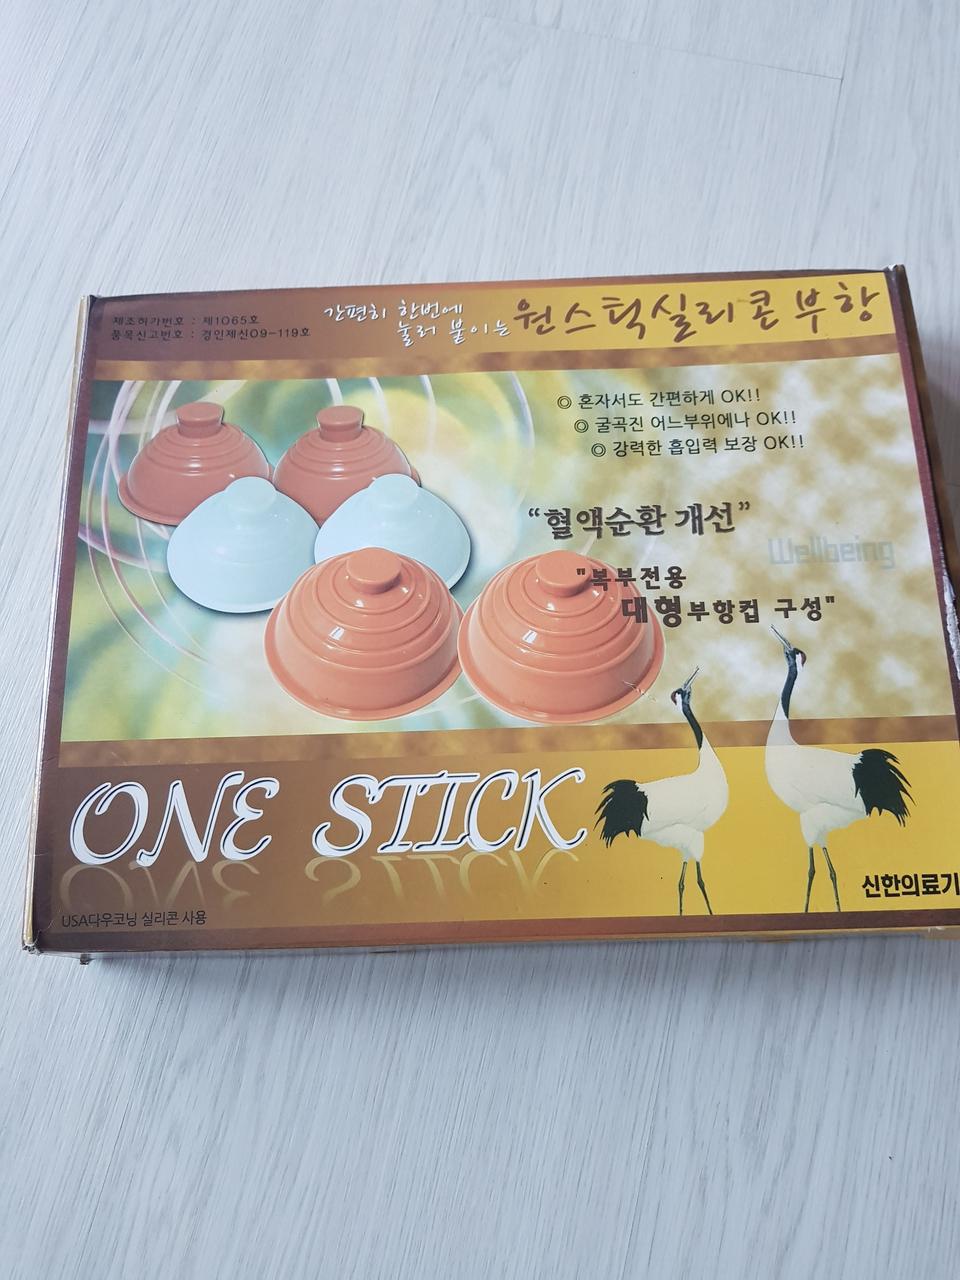 제조허가번호 : 제1065호
품목신고번호 : 경인제신09-119호
간편히 한번에
눌러 붙이는 원스틱실리콘부항
◎ 혼자서도 간편하게 OK!!
◎ 굴곡진 어느부위에나 OK!!
◎ 강력한 흡입력 보장 OK!!
“혈액순환 개선”
Wellbeing
"복부전용
대형부항컵 구성"
ONE STICK
USA다우코닝 실리콘 사용
신한의료기